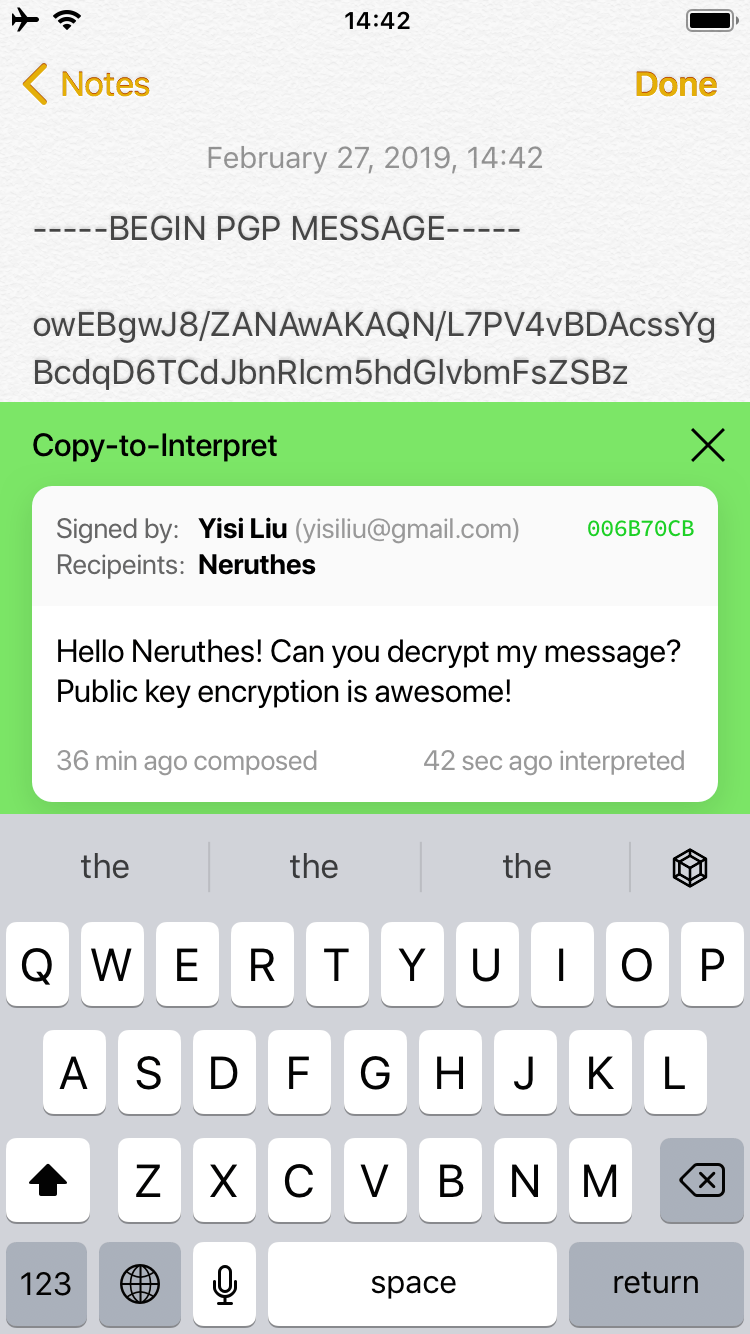 14:42
Notes
Done
February 27, 2019, 14:42
-----BEGIN PGP MESSAGE-----
owEBgwJ8/ZANAwAKAQN/L7PV4vBDAcssYg
BcdqD6TCdJbnRlcm5hdGlvbmFsZSBz
Copy-to-Interpret
Signed by: Yisi Liu (yisiliu@gmail.com) 006B70CB
Recipeints: Neruthes
Hello Neruthes! Can you decrypt my message?
Public key encryption is awesome!
36 min ago composed 42 sec ago interpreted
the the the
Q W E R T Y U I O P
A S D F G H J K L
Z X C V B N M
123 space return